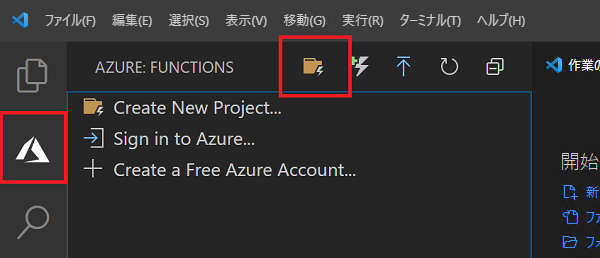 ファイル(F) 編集(E) 選択(S) 表示(V) 移動(G) 実行(R) ターミナル(T) ヘルプ(H)
AZURE: FUNCTIONS
作業の
Create New Project...
Sign in to Azure...
Create a Free Azure Account...
開始
新
ファ
フォ